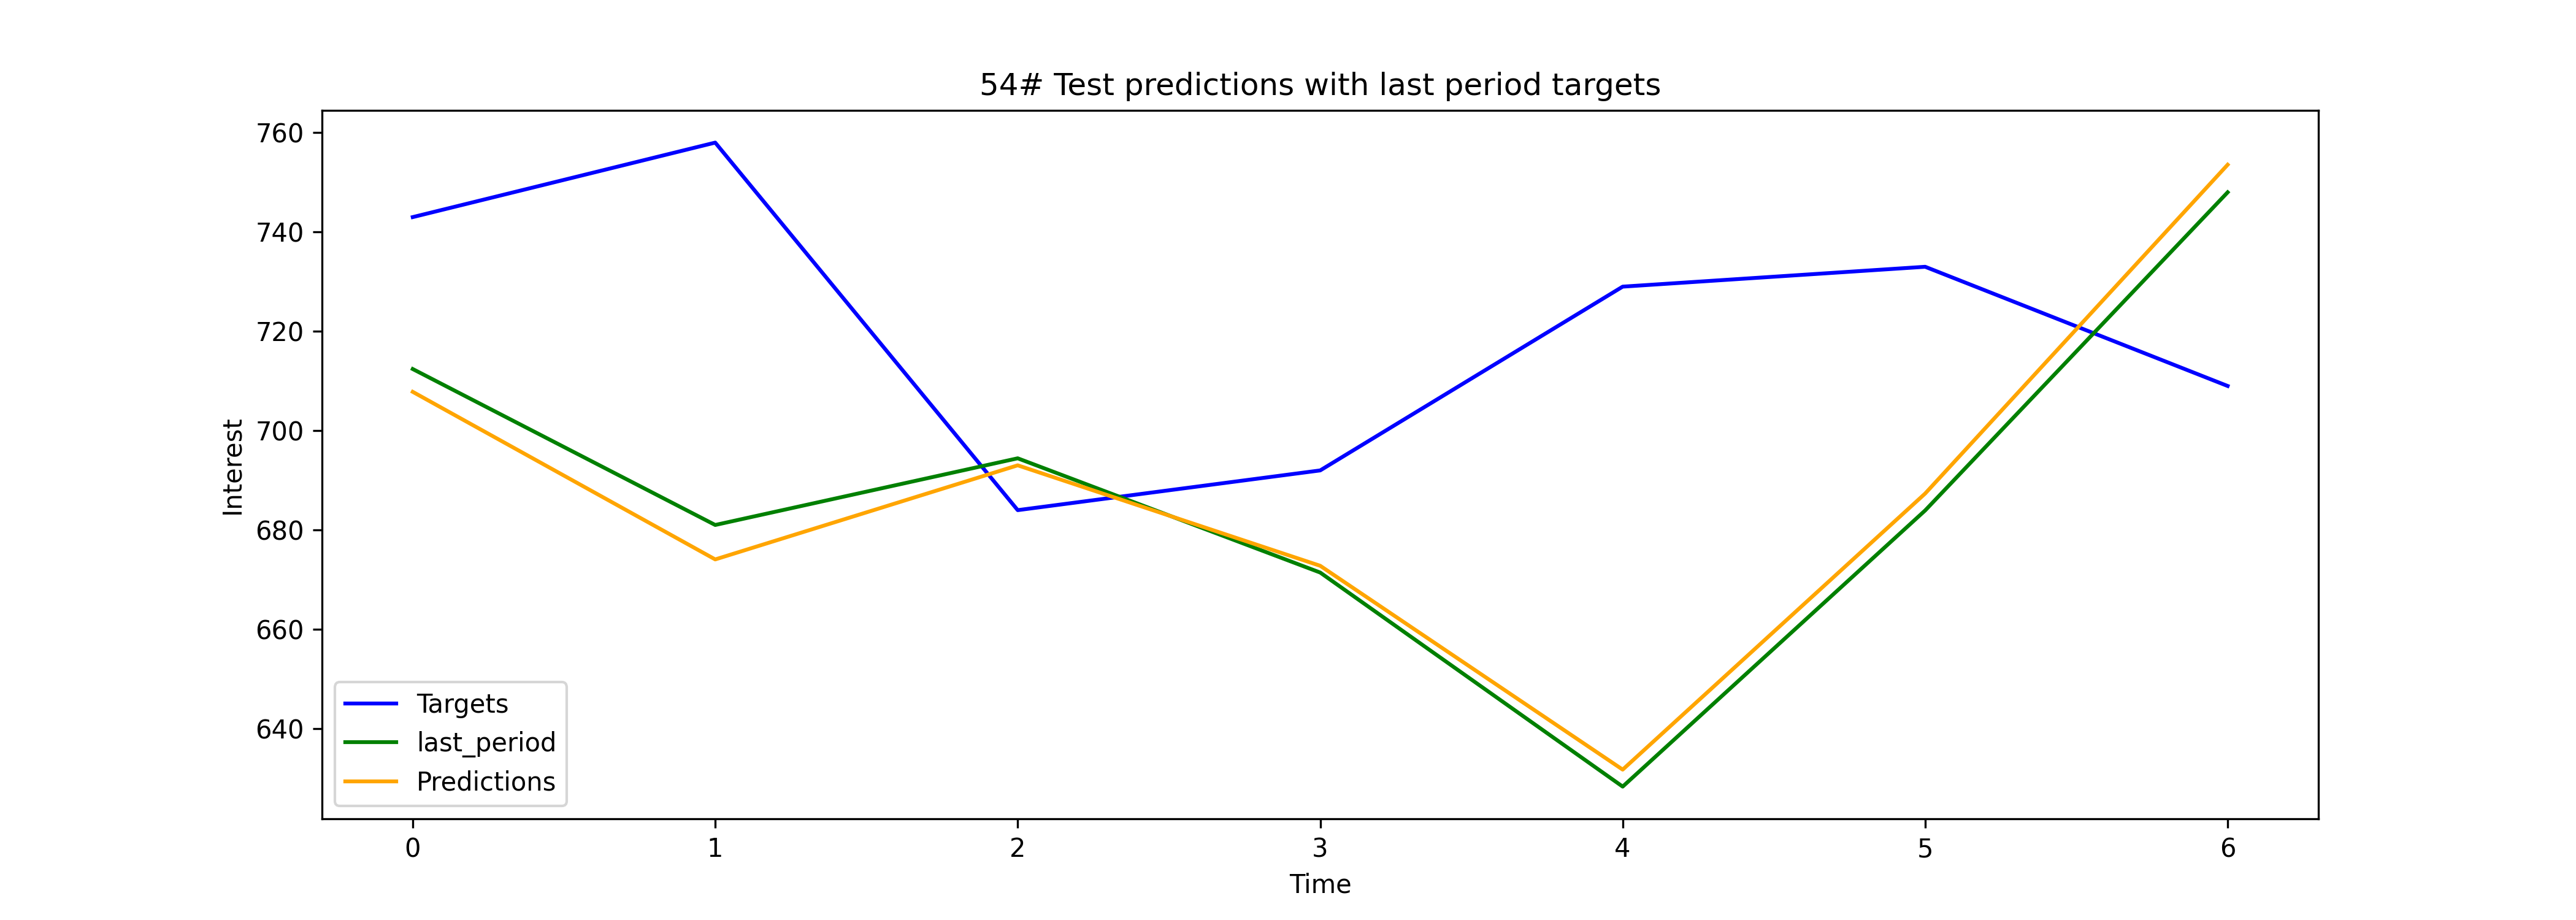 54# Test predictions with last period targets
760
740
720
700
680
660
640
Interest
Targets
last_period
Predictions
0 1 2 3 4 5 6
Time